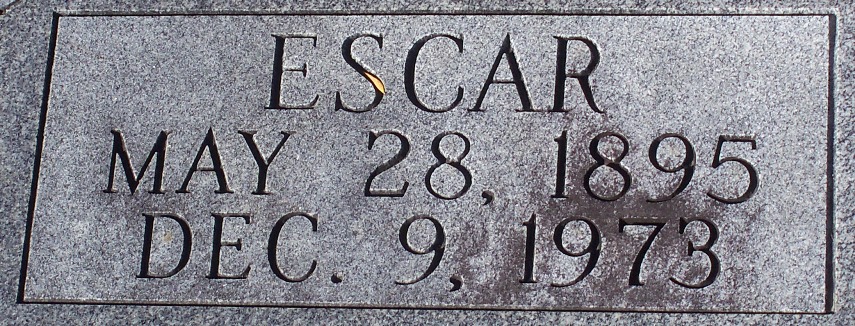 ESCAR
MAY 28, 1895
DEC. 9, 1973